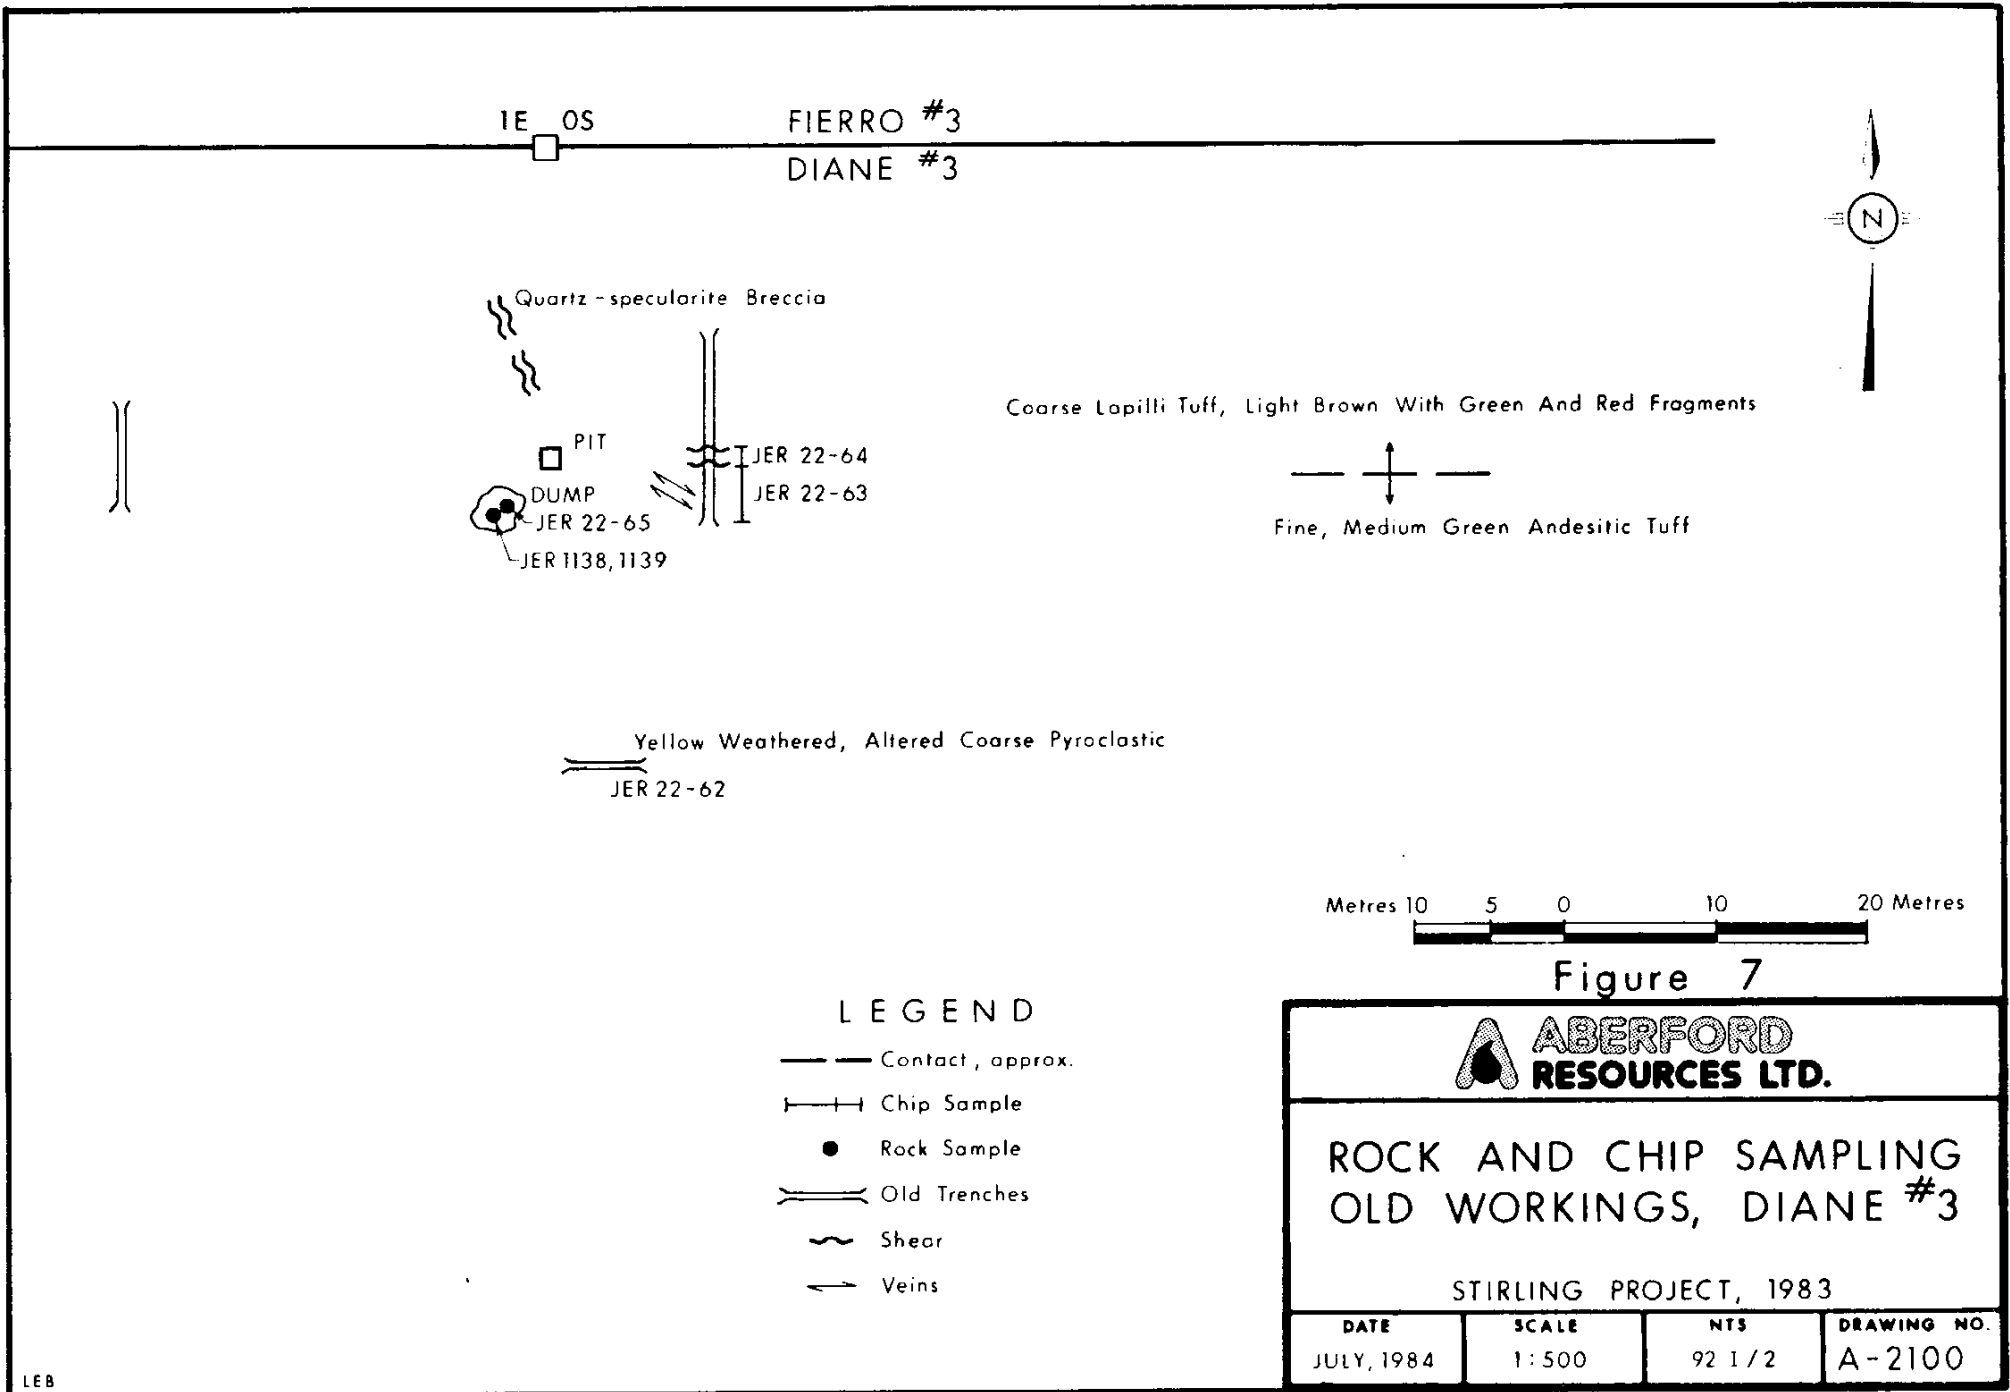 1E OS
FIERRO #3
DIANE #3
N
Quartz-specularite Breccia
Coarse Lapilli Tuff, Light Brown With Green And Red Fragments
PIT
JER 22-64
JER 22-63
DUMP
JER 22-65
JER 1138, 1139
Fine, Medium Green Andesitic Tuff
Yellow Weathered, Altered Coarse Pyroclastic
JER 22-62
Metres 10 5 0 10 20 Metres
Figure 7
LEGEND
Contact, approx.
Chip Sample
Rock Sample
Old Trenches
Shear
Veins
ABERFORD
RESOURCES LTD.
ROCK AND CHIP SAMPLING
OLD WORKINGS, DIANE #3
STIRLING PROJECT, 1983
DATE SCALE NTS DRAWING NO.
JULY, 1984 1:500 92 I/2 A-2100
LEB